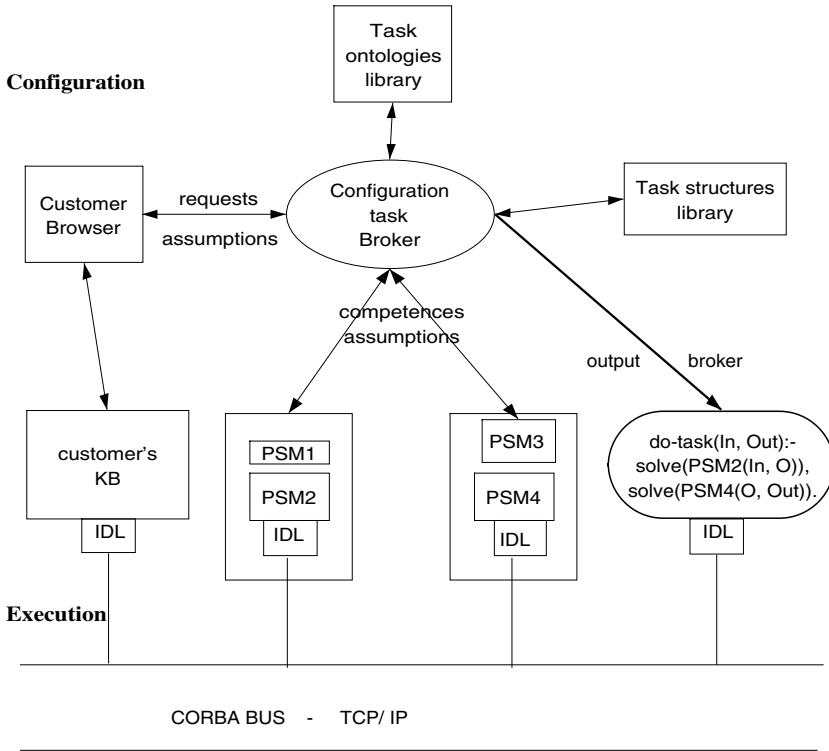 Task
ontologies
library
Configuration
Customer
Browser
requests
assumptions
Configuration
task
Broker
Task structures
library
competences
assumptions
output broker
customer's
KB
IDL
PSM1
PSM2
IDL
PSM3
PSM4
IDL
do-task(In, Out):-
solve(PSM2(In, O)),
solve(PSM4(O, Out)).
IDL
Execution
CORBA BUS - TCP/ IP